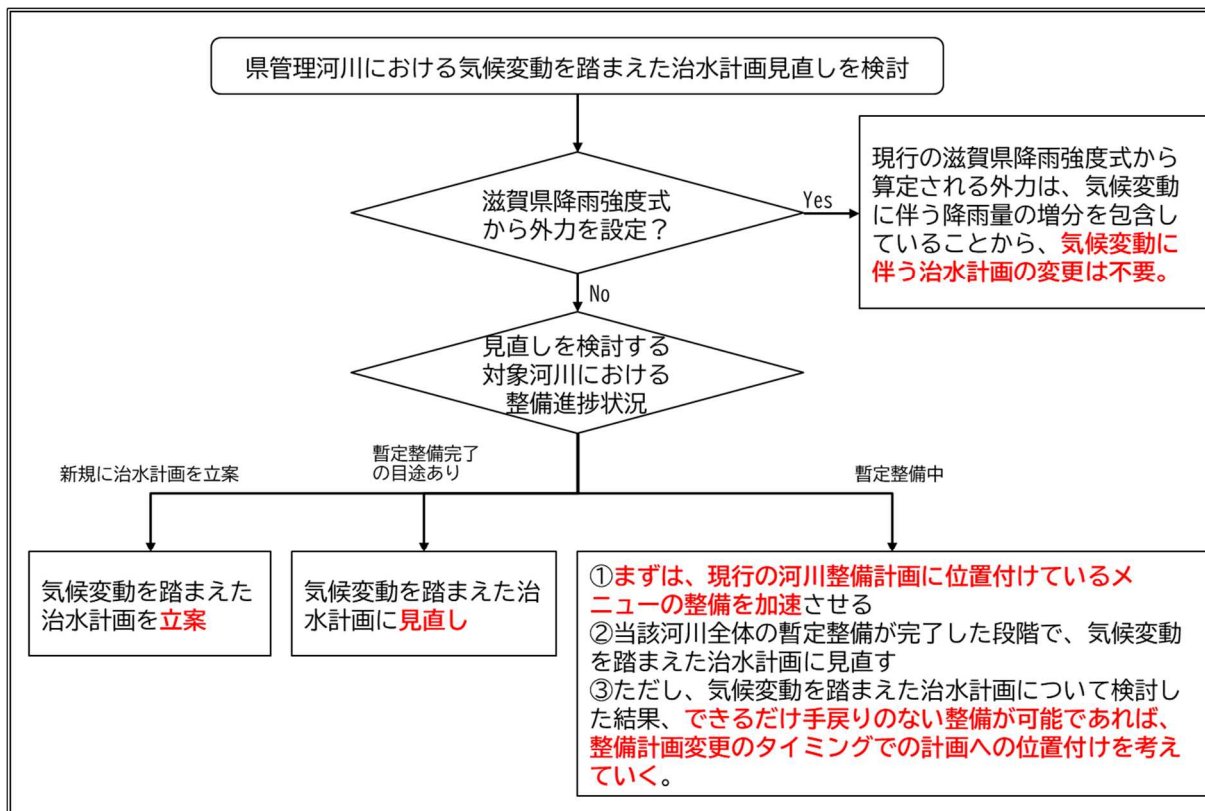 県管理河川における気候変動を踏まえた治水計画見直しを検討
滋賀県降雨強度式
から外力を設定？
Yes
現行の滋賀県降雨強度式から
算定される外力は、気候変動
に伴う降雨量の増分を包含し
ていることから、気候変動に
伴う治水計画の変更は不要。
No
見直しを検討する
対象河川における
整備進捗状況
新規に治水計画を立案
暫定整備完了
の目途あり
暫定整備中
気候変動を踏まえた
治水計画を立案
気候変動を踏まえた治
水計画に見直し
①まずは、現行の河川整備計画に位置付けているメ
ニューの整備を加速させる
②当該河川全体の暫定整備が完了した段階で、気候変動
を踏まえた治水計画に見直す
③ただし、気候変動を踏まえた治水計画について検討し
た結果、できるだけ手戻りのない整備が可能であれば、
整備計画変更のタイミングでの計画への位置付けを考え
ていく。